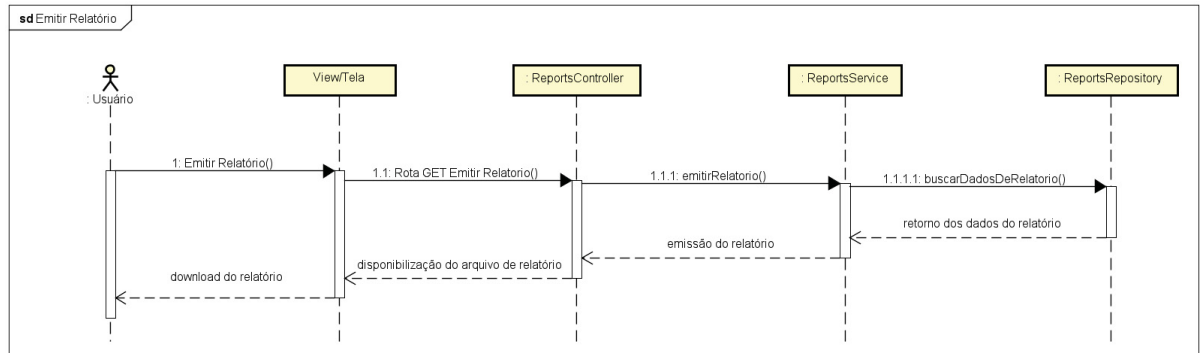 sd Emitir Relatório
: Usuário
View/Tela
: ReportsController
: ReportsService
: ReportsRepository
1: Emitir Relatório()
1.1: Rota GET Emitir Relatorio()
1.1.1: emitirRelatorio()
1.1.1.1: buscarDadosDeRelatorio()
retorno dos dados do relatório
emissão do relatório
disponibilização do arquivo de relatório
download do relatório